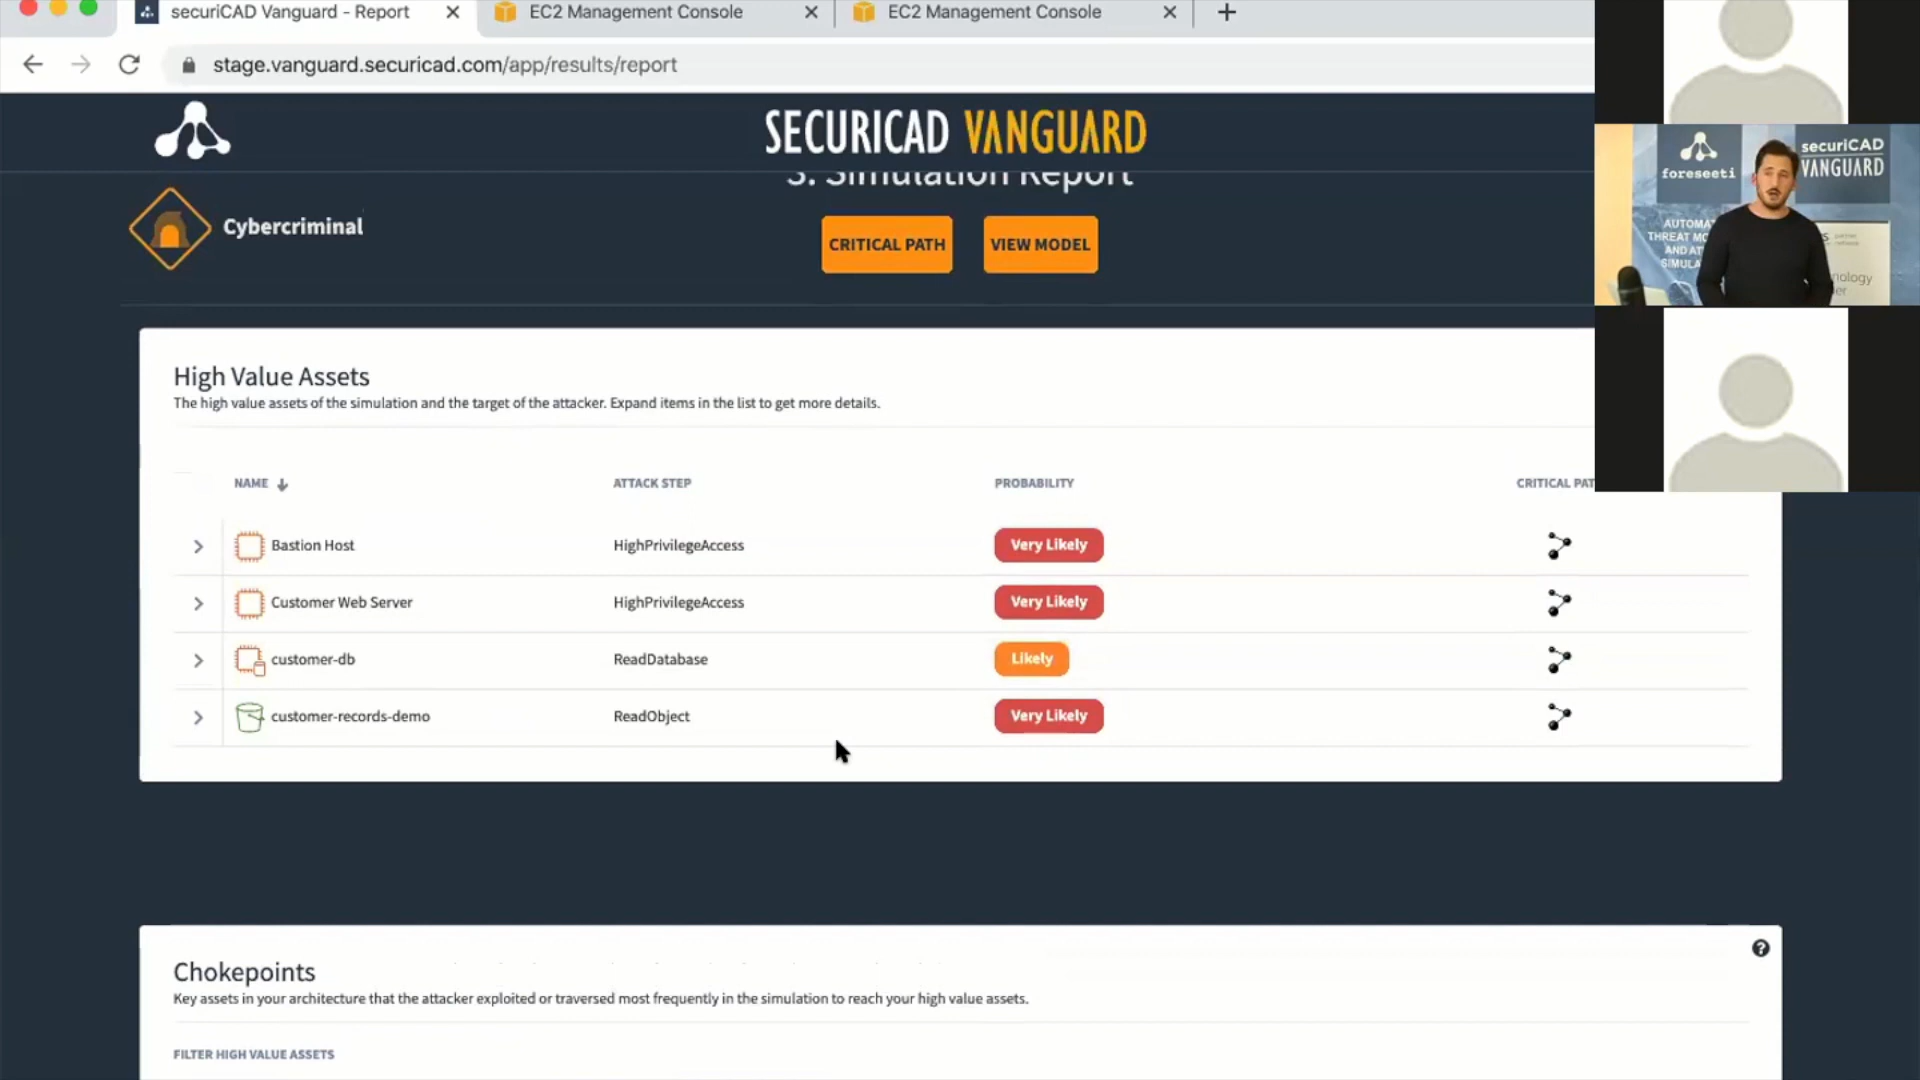 securiCAD Vanguard - Report
EC2 Management Console
EC2 Management Console
stage.vanguard.securicad.com/app/results/report
SECURICAD VANGUARD
3. Simulation Report
Cybercriminal
CRITICAL PATH
VIEW MODEL
foreseeti
securiCAD
VANGUARD
High Value Assets
The high value assets of the simulation and the target of the attacker. Expand items in the list to get more details.
NAME
ATTACK STEP
PROBABILITY
CRITICAL PAT
Bastion Host
HighPrivilegeAccess
Very Likely
Customer Web Server
HighPrivilegeAccess
Very Likely
customer-db
ReadDatabase
Likely
customer-records-demo
ReadObject
Very Likely
Chokepoints
Key assets in your architecture that the attacker exploited or traversed most frequently in the simulation to reach your high value assets.
FILTER HIGH VALUE ASSETS